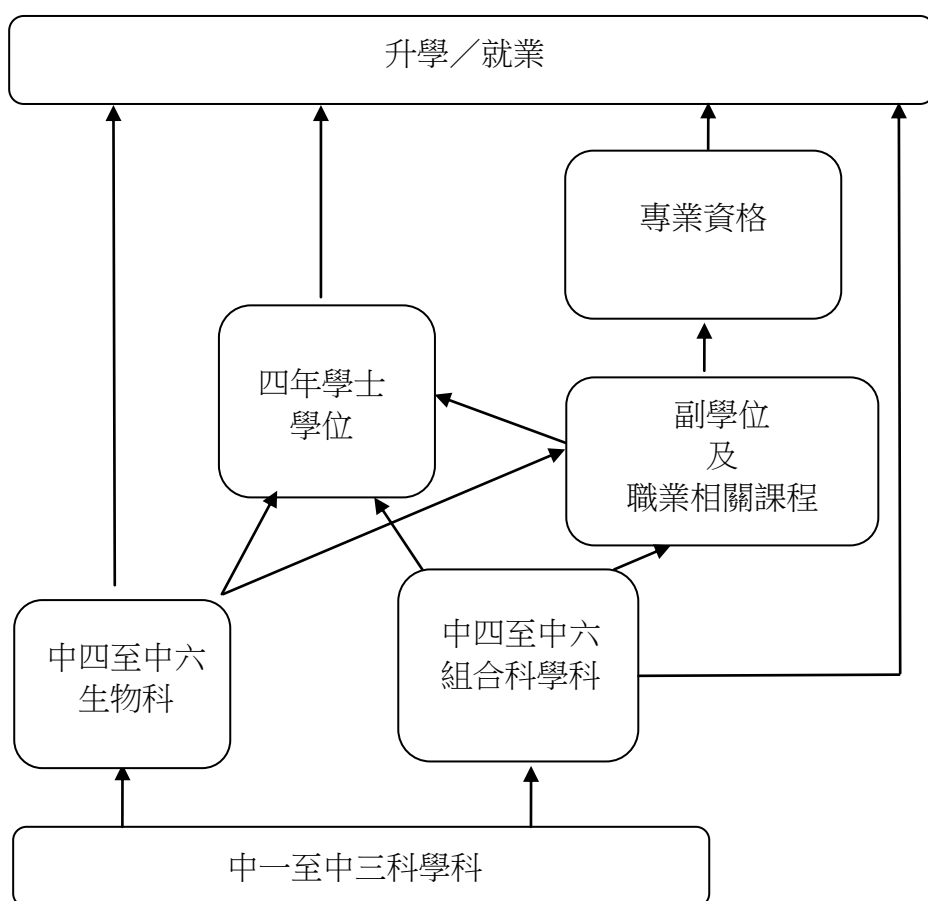 升學／就業
專業資格
四年學士
學位
副學位
及
職業相關課程
中四至中六
生物科
中四至中六
組合科學科
中一至中三科學科